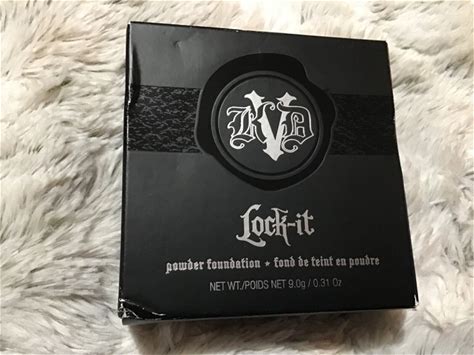 KVD
Lock-it
powder foundation • fond de teint en poudre
NET WT./POIDS NET 9.0g / 0.31 Oz